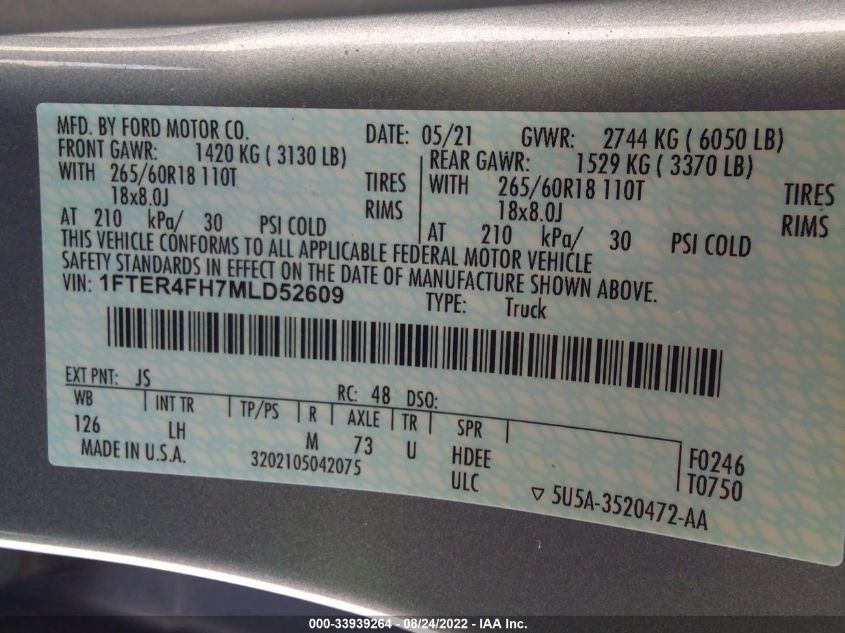 MFD. BY FORD MOTOR CO. DATE: 05/21 GVWR: 2744 KG ( 6050 LB)
FRONT GAWR: 1420 KG ( 3130 LB) REAR GAWR: 1529 KG ( 3370 LB)
WITH 265/60R18 110T TIRES WITH 265/60R18 110T TIRES
18x8.0J RIMS 18x8.0J RIMS
AT 210 kPa/ 30 PSI COLD AT 210 kPa/ 30 PSI COLD
THIS VEHICLE CONFORMS TO ALL APPLICABLE FEDERAL MOTOR VEHICLE
SAFETY STANDARDS IN EFFECT ON THE DATE OF MANUFACTURE SHOWN ABOVE.
VIN: 1FTER4FH7MLD52609 TYPE: Truck
EXT PNT: JS RC: 48 DSO:
WB INT TR TP/PS R AXLE TR SPR
126 LH M 73 U HDEE F0246
MADE IN U.S.A. 3202105042075 ULC T0750
▽ 5U5A-3520472-AA
000-33939264 - 08/24/2022 - IAA Inc.